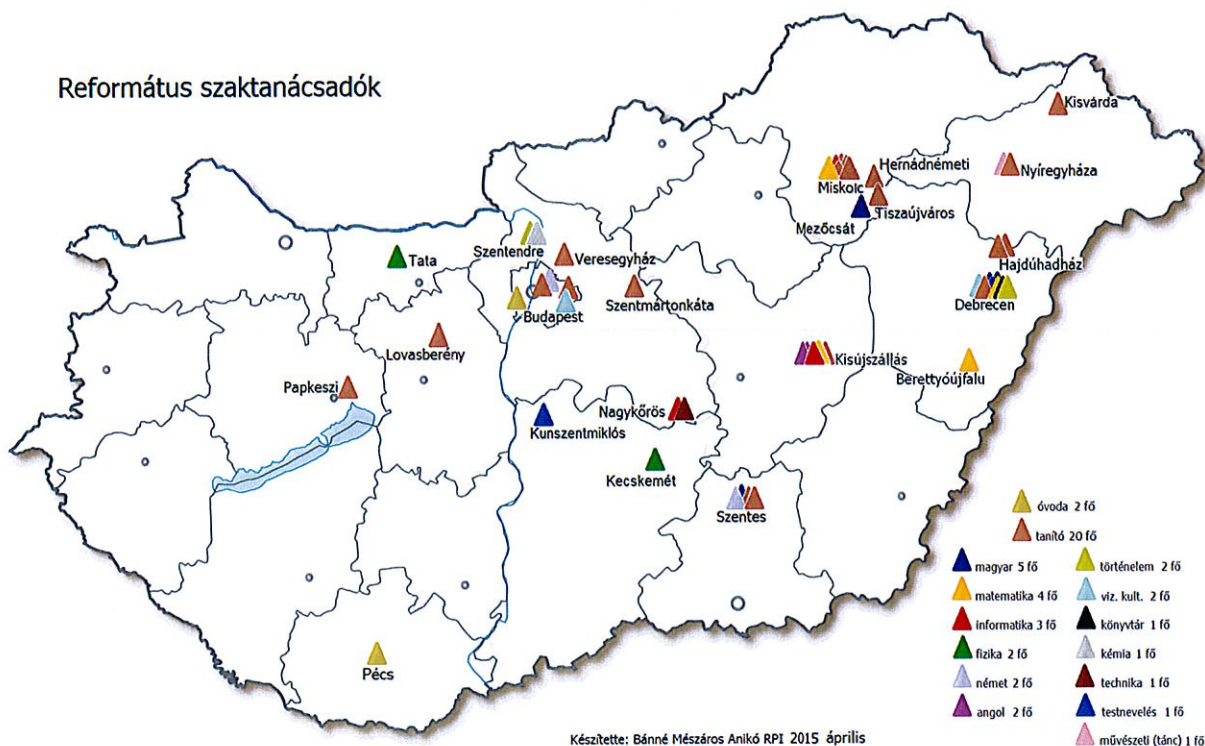 Református szaktanácsadók
Kisvárda
Hernádnémeti
Miskolc
Nyíregyháza
Tiszaújváros
Mezőcsát
Szentendre
Veresegyház
Hajdúhadház
Tata
Debrecen
Szentmártonkáta
Budapest
Lovasberény
Kisújszállás
Berettyóújfalu
Papkeszi
Nagykőrös
Kunszentmiklós
Kecskemét
Szentes
Pécs
óvoda 2 fő
tanító 20 fő
magyar 5 fő
matematika 4 fő
informatika 3 fő
fizika 2 fő
német 2 fő
angol 2 fő
történelem 2 fő
viz. kult. 2 fő
könyvtár 1 fő
kémia 1 fő
technika 1 fő
testnevelés 1 fő
művészeti (tánc) 1 fő
Készítette: Bánné Mészáros Anikó RPI 2015 április